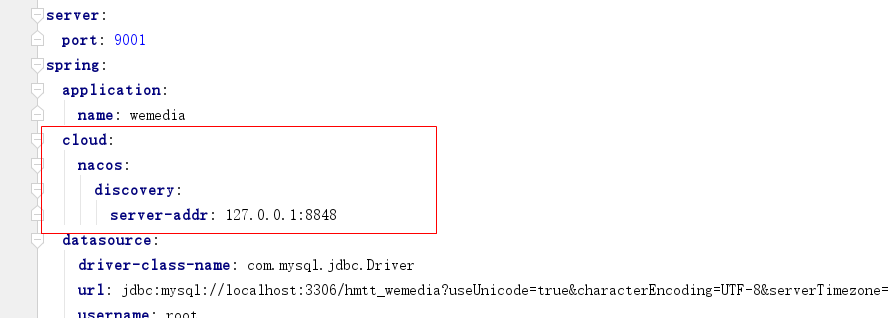 server:
  port: 9001
spring:
  application:
    name: wemedia
  cloud:
    nacos:
      discovery:
        server-addr: 127.0.0.1:8848
  datasource:
    driver-class-name: com.mysql.jdbc.Driver
    url: jdbc:mysql://localhost:3306/hmtt_wemedia?useUnicode=true&characterEncoding=UTF-8&serverTimezone=
    username: root